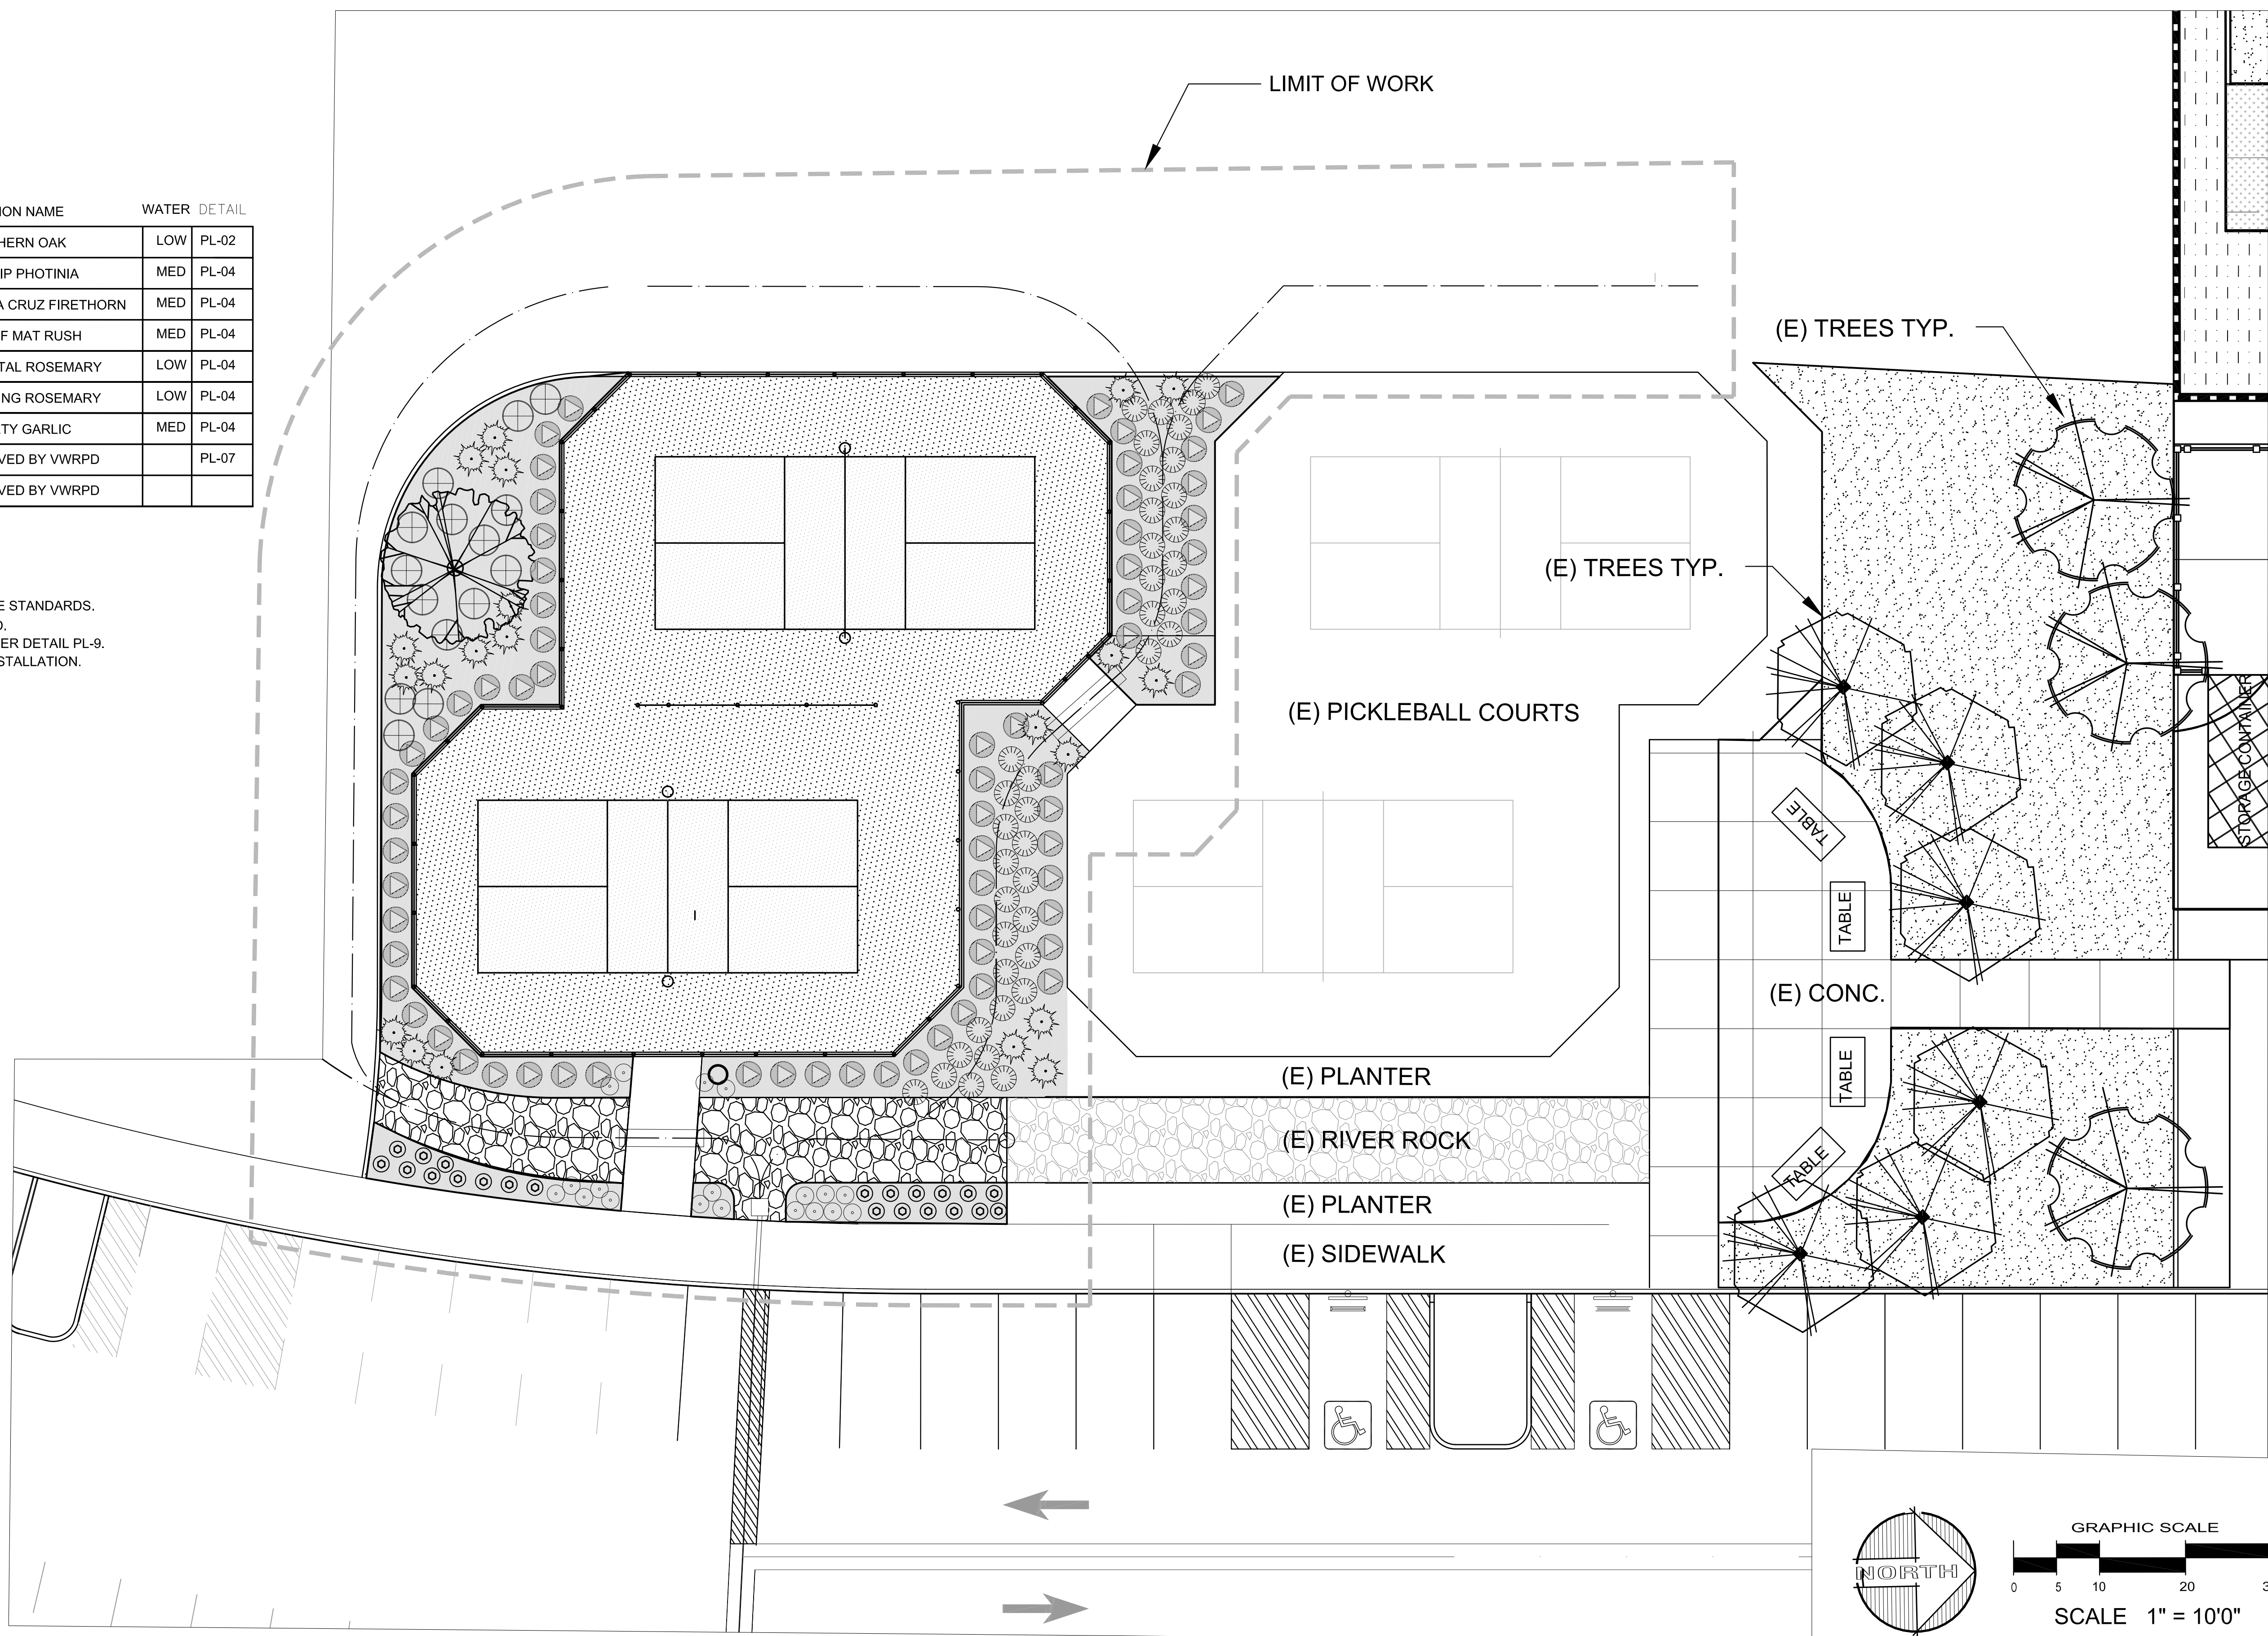 LIMIT OF WORK
ION NAME WATER DETAIL
HERN OAK LOW PL-02
IP PHOTINIA MED PL-04
A CRUZ FIRETHORN MED PL-04
F MAT RUSH MED PL-04
TAL ROSEMARY LOW PL-04
NG ROSEMARY LOW PL-04
TY GARLIC MED PL-04
VED BY VWRPD PL-07
VED BY VWRPD
(E) TREES TYP.
(E) TREES TYP.
E STANDARDS.
D.
ER DETAIL PL-9.
STALLATION.
(E) PICKLEBALL COURTS
STORAGE CONTAINER
TABLE
TABLE
(E) CONC.
TABLE
TABLE
(E) PLANTER
(E) RIVER ROCK
(E) PLANTER
(E) SIDEWALK
NORTH
GRAPHIC SCALE
0 5 10 20 3
SCALE 1" = 10'0"